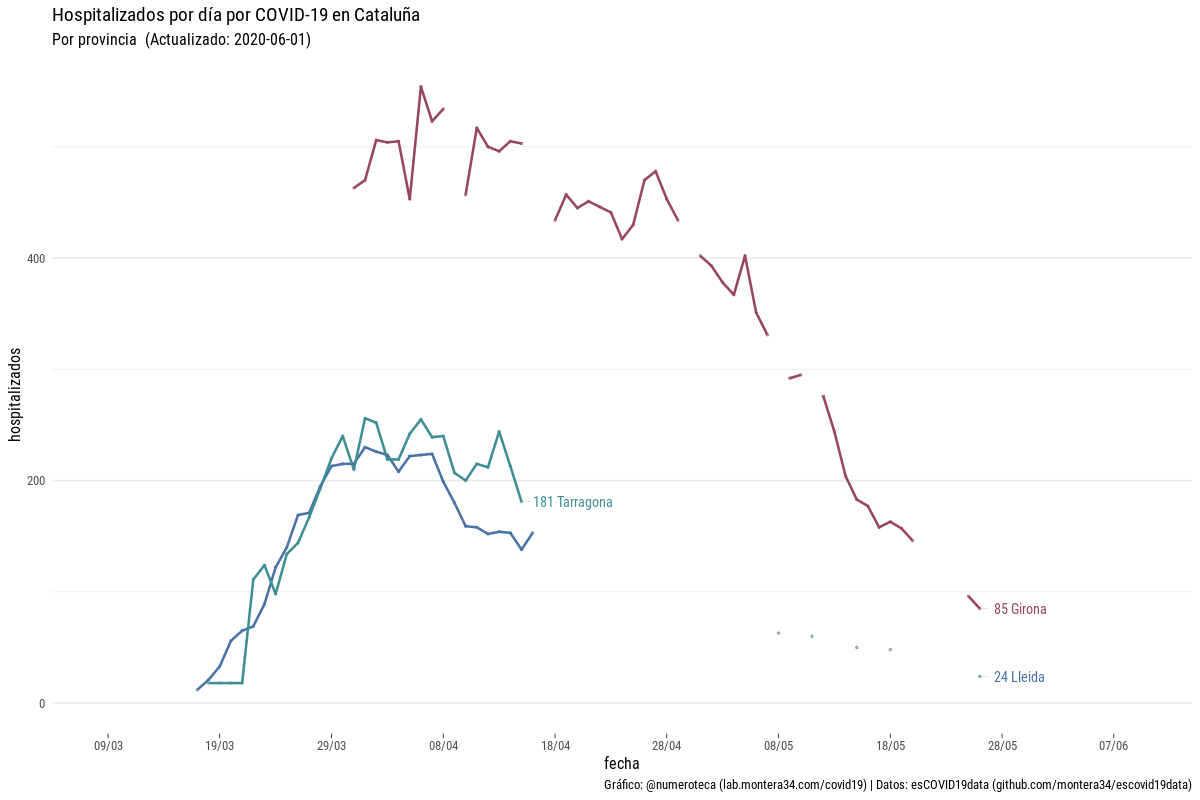 Hospitalizados por día por COVID-19 en Cataluña
Por provincia  (Actualizado: 2020-06-01)
hospitalizados
400
200
0
181 Tarragona
85 Girona
24 Lleida
09/03
19/03
29/03
08/04
18/04
28/04
08/05
18/05
28/05
07/06
fecha
Gráfico: @numeroteca (lab.montera34.com/covid19) | Datos: esCOVID19data (github.com/montera34/escovid19data)